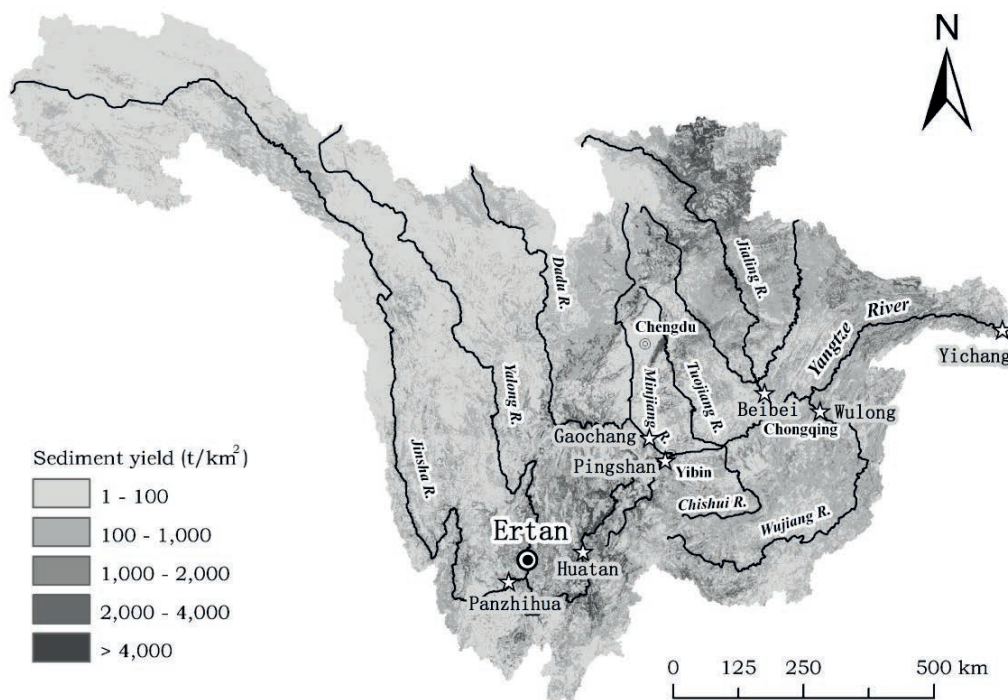 N
Dadu R.
Jialing R.
Yangtze River
Chengdu
Yichang
Yalong R.
Minjiang R.
Tuojiang R.
Beibei
Wulong
Chongqing
Gaochang
Jinsha R.
Pingshan
Yibin
Chishui R.
Wujiang R.
Ertan
Huatan
Panzhihua
Sediment yield (t/km²)
1 - 100
100 - 1,000
1,000 - 2,000
2,000 - 4,000
> 4,000
0 125 250 500 km